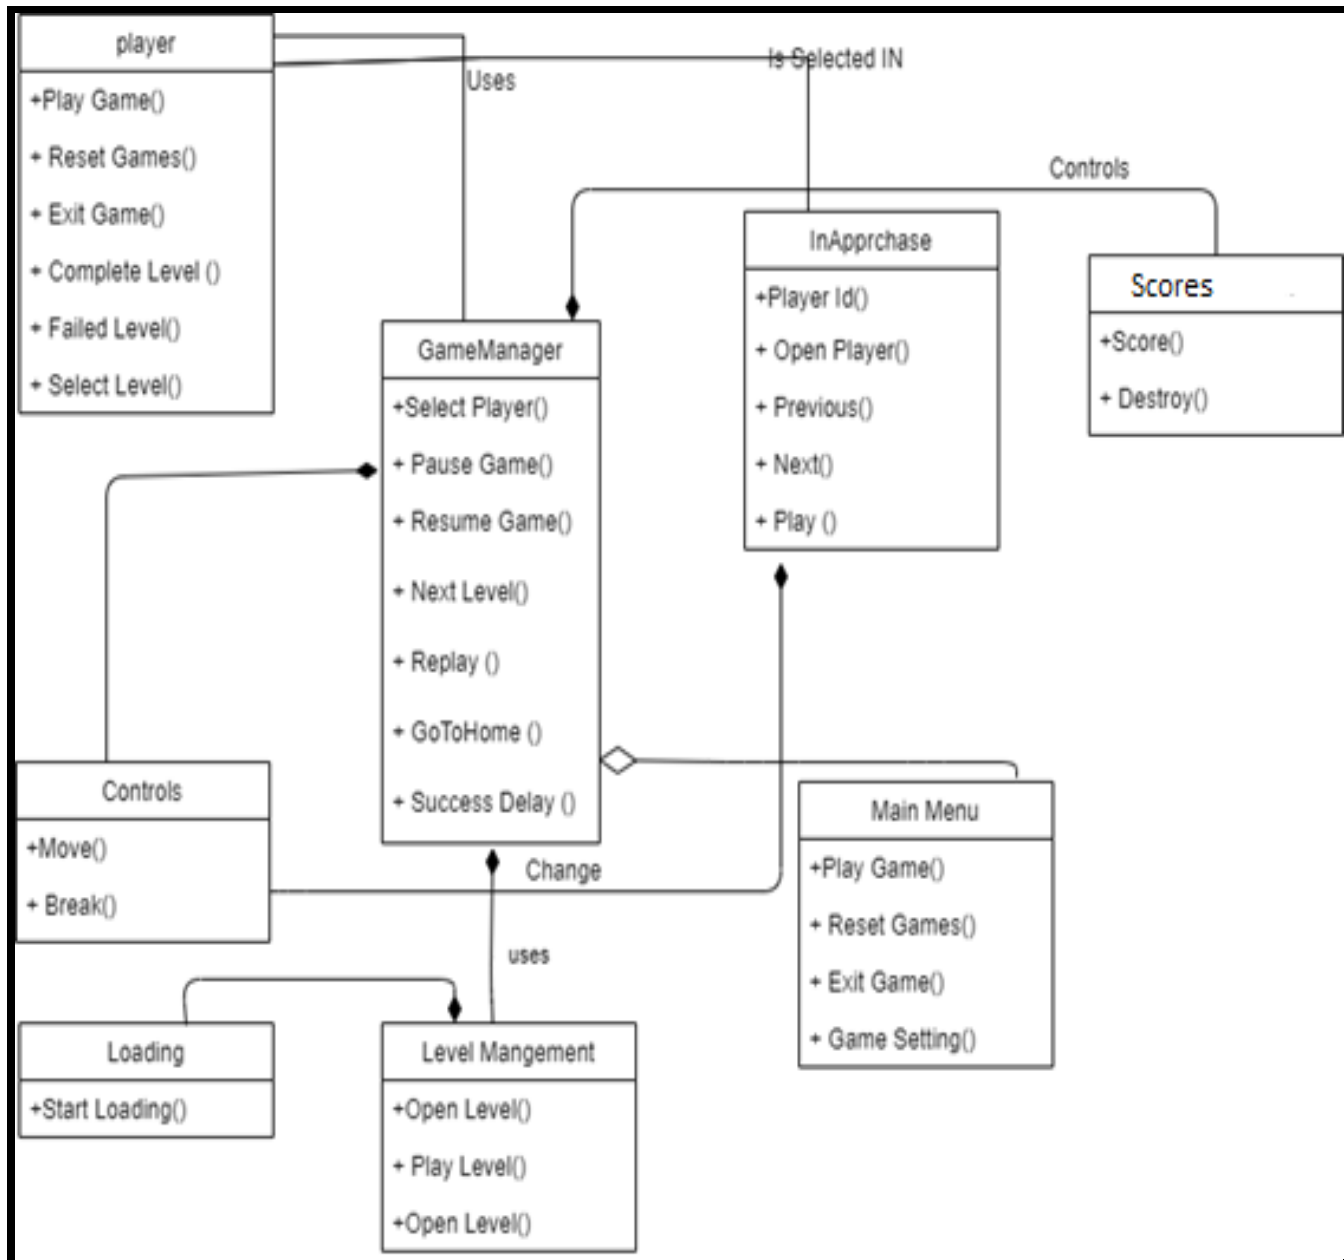 player
+Play Game()
+ Reset Games()
+ Exit Game()
+ Complete Level ()
+ Failed Level()
+ Select Level()
Uses
Is Selected IN
Controls
InApprchase
+Player Id()
+ Open Player()
+ Previous()
+ Next()
+ Play ()
Scores
+Score()
+ Destroy()
GameManager
+Select Player()
+ Pause Game()
+ Resume Game()
+ Next Level()
+ Replay ()
+ GoToHome ()
+ Success Delay ()
Controls
+Move()
+ Break()
Change
Main Menu
+Play Game()
+ Reset Games()
+ Exit Game()
+ Game Setting()
uses
Loading
+Start Loading()
Level Mangement
+Open Level()
+ Play Level()
+Open Level()